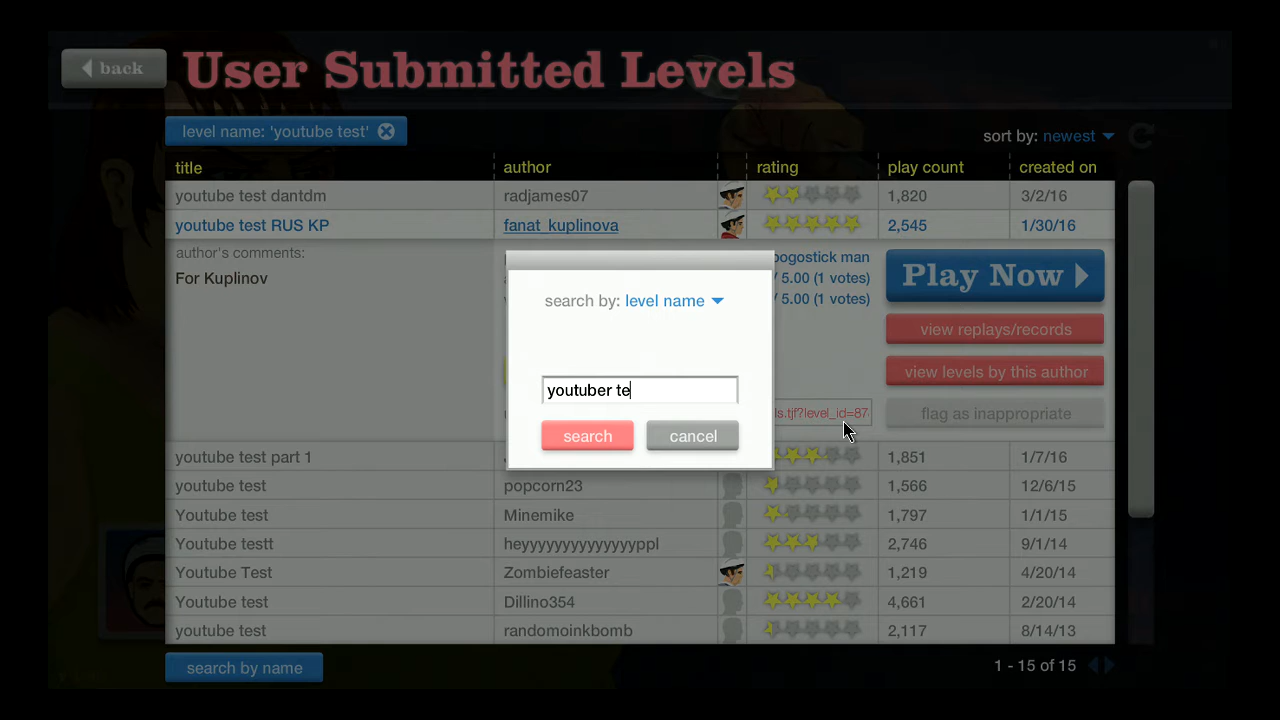 back
User Submitted Levels
level name: 'youtube test'
sort by: newest
title author rating play count created on
youtube test dantdm radjames07 1,820 3/2/16
youtube test RUS KP fanat_kuplinova 2,545 1/30/16
author's comments:
For Kuplinov
pogostick man
/ 5.00 (1 votes)
/ 5.00 (1 votes)
Play Now
view replays/records
view levels by this author
ls.tjf?level_id=87
flag as inappropriate
search by: level name
youtuber te
search cancel
youtube test part 1 1,851 1/7/16
youtube test popcorn23 1,566 12/6/15
Youtube test Minemike 1,797 1/1/15
Youtube testt heyyyyyyyyyyyyyyppl 2,746 9/1/14
Youtube Test Zombiefeaster 1,219 4/20/14
Youtube test Dillino354 4,661 2/20/14
youtube test randomoinkbomb 2,117 8/14/13
search by name
1 - 15 of 15